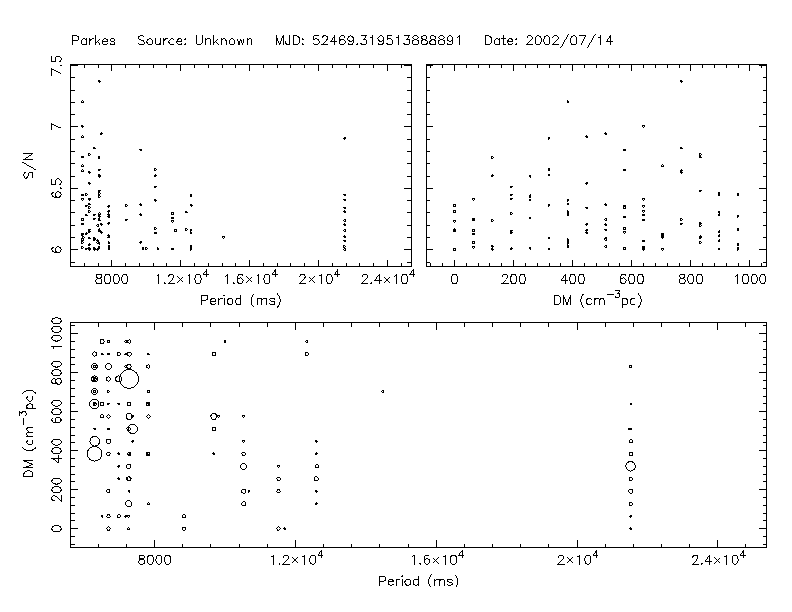 Parkes Source: Unknown MJD: 52469.319513888891 Date: 2002/07/14
7.5
7
6.5
6
S/N
8000 1.2×10⁴ 1.6×10⁴ 2×10⁴ 2.4×10⁴
Period (ms)
0 200 400 600 800 1000
DM (cm⁻³pc)
1000
800
600
400
200
0
DM (cm⁻³pc)
8000 1.2×10⁴ 1.6×10⁴ 2×10⁴ 2.4×10⁴
Period (ms)